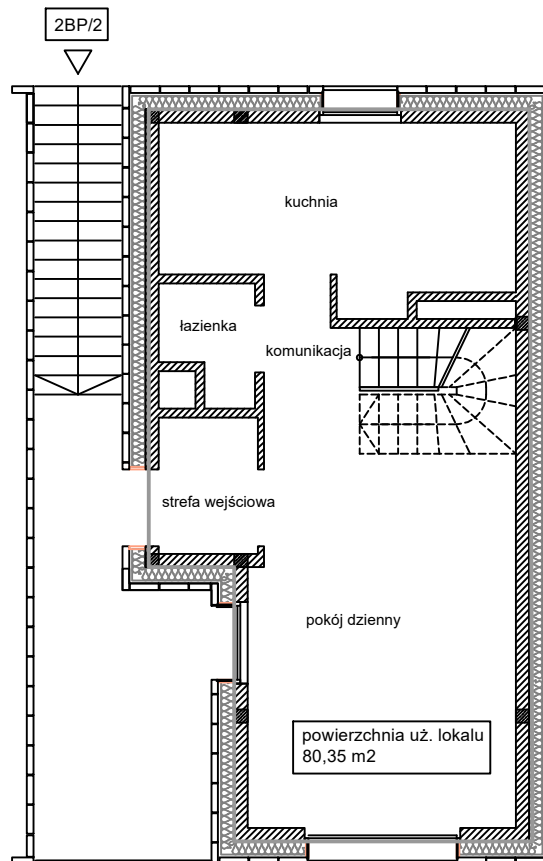 2BP/2
kuchnia
łazienka
komunikacja
strefa wejściowa
pokój dzienny
powierzchnia uż. lokalu
80,35 m2